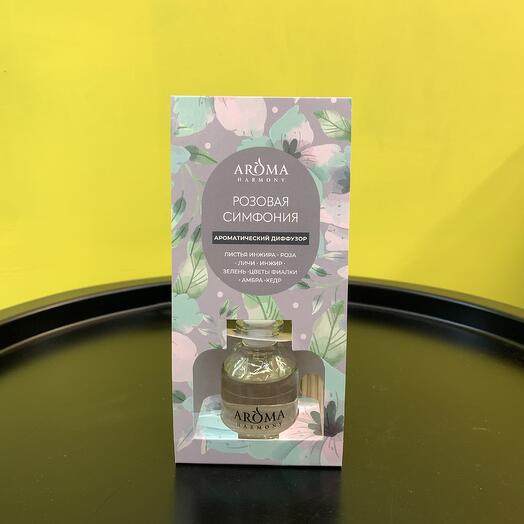 AROMA
HARMONY
РОЗОВАЯ
СИМФОНИЯ
АРОМАТИЧЕСКИЙ ДИФФУЗОР
ЛИСТЬЯ ИНЖИРА · РОЗА
· ЛИЧИ · ИНЖИР ·
ЗЕЛЕНЬ · ЦВЕТЫ ФИАЛКИ
· АМБРА · КЕДР
AROMA
HARMONY